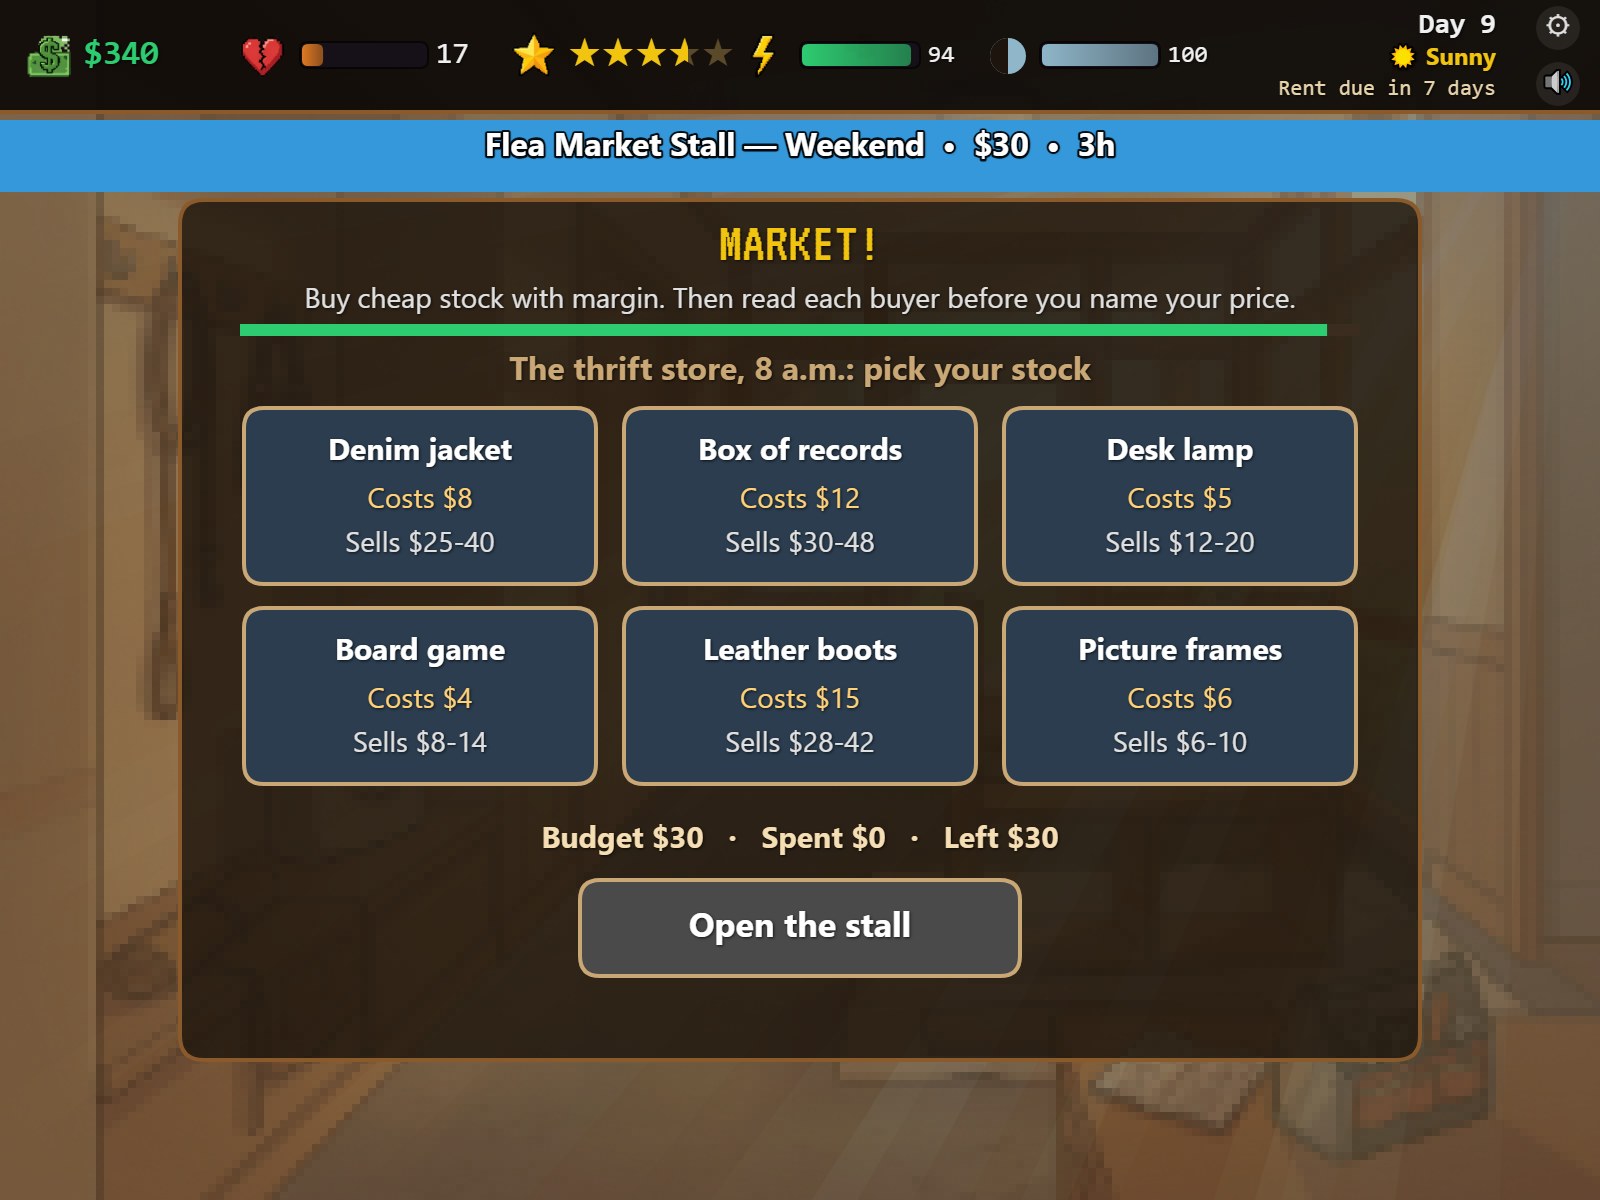 $340
17
94
100
Day 9
Sunny
Rent due in 7 days
Flea Market Stall — Weekend • $30 • 3h
MARKET!
Buy cheap stock with margin. Then read each buyer before you name your price.
The thrift store, 8 a.m.: pick your stock
Denim jacket
Costs $8
Sells $25-40
Box of records
Costs $12
Sells $30-48
Desk lamp
Costs $5
Sells $12-20
Board game
Costs $4
Sells $8-14
Leather boots
Costs $15
Sells $28-42
Picture frames
Costs $6
Sells $6-10
Budget $30 · Spent $0 · Left $30
Open the stall